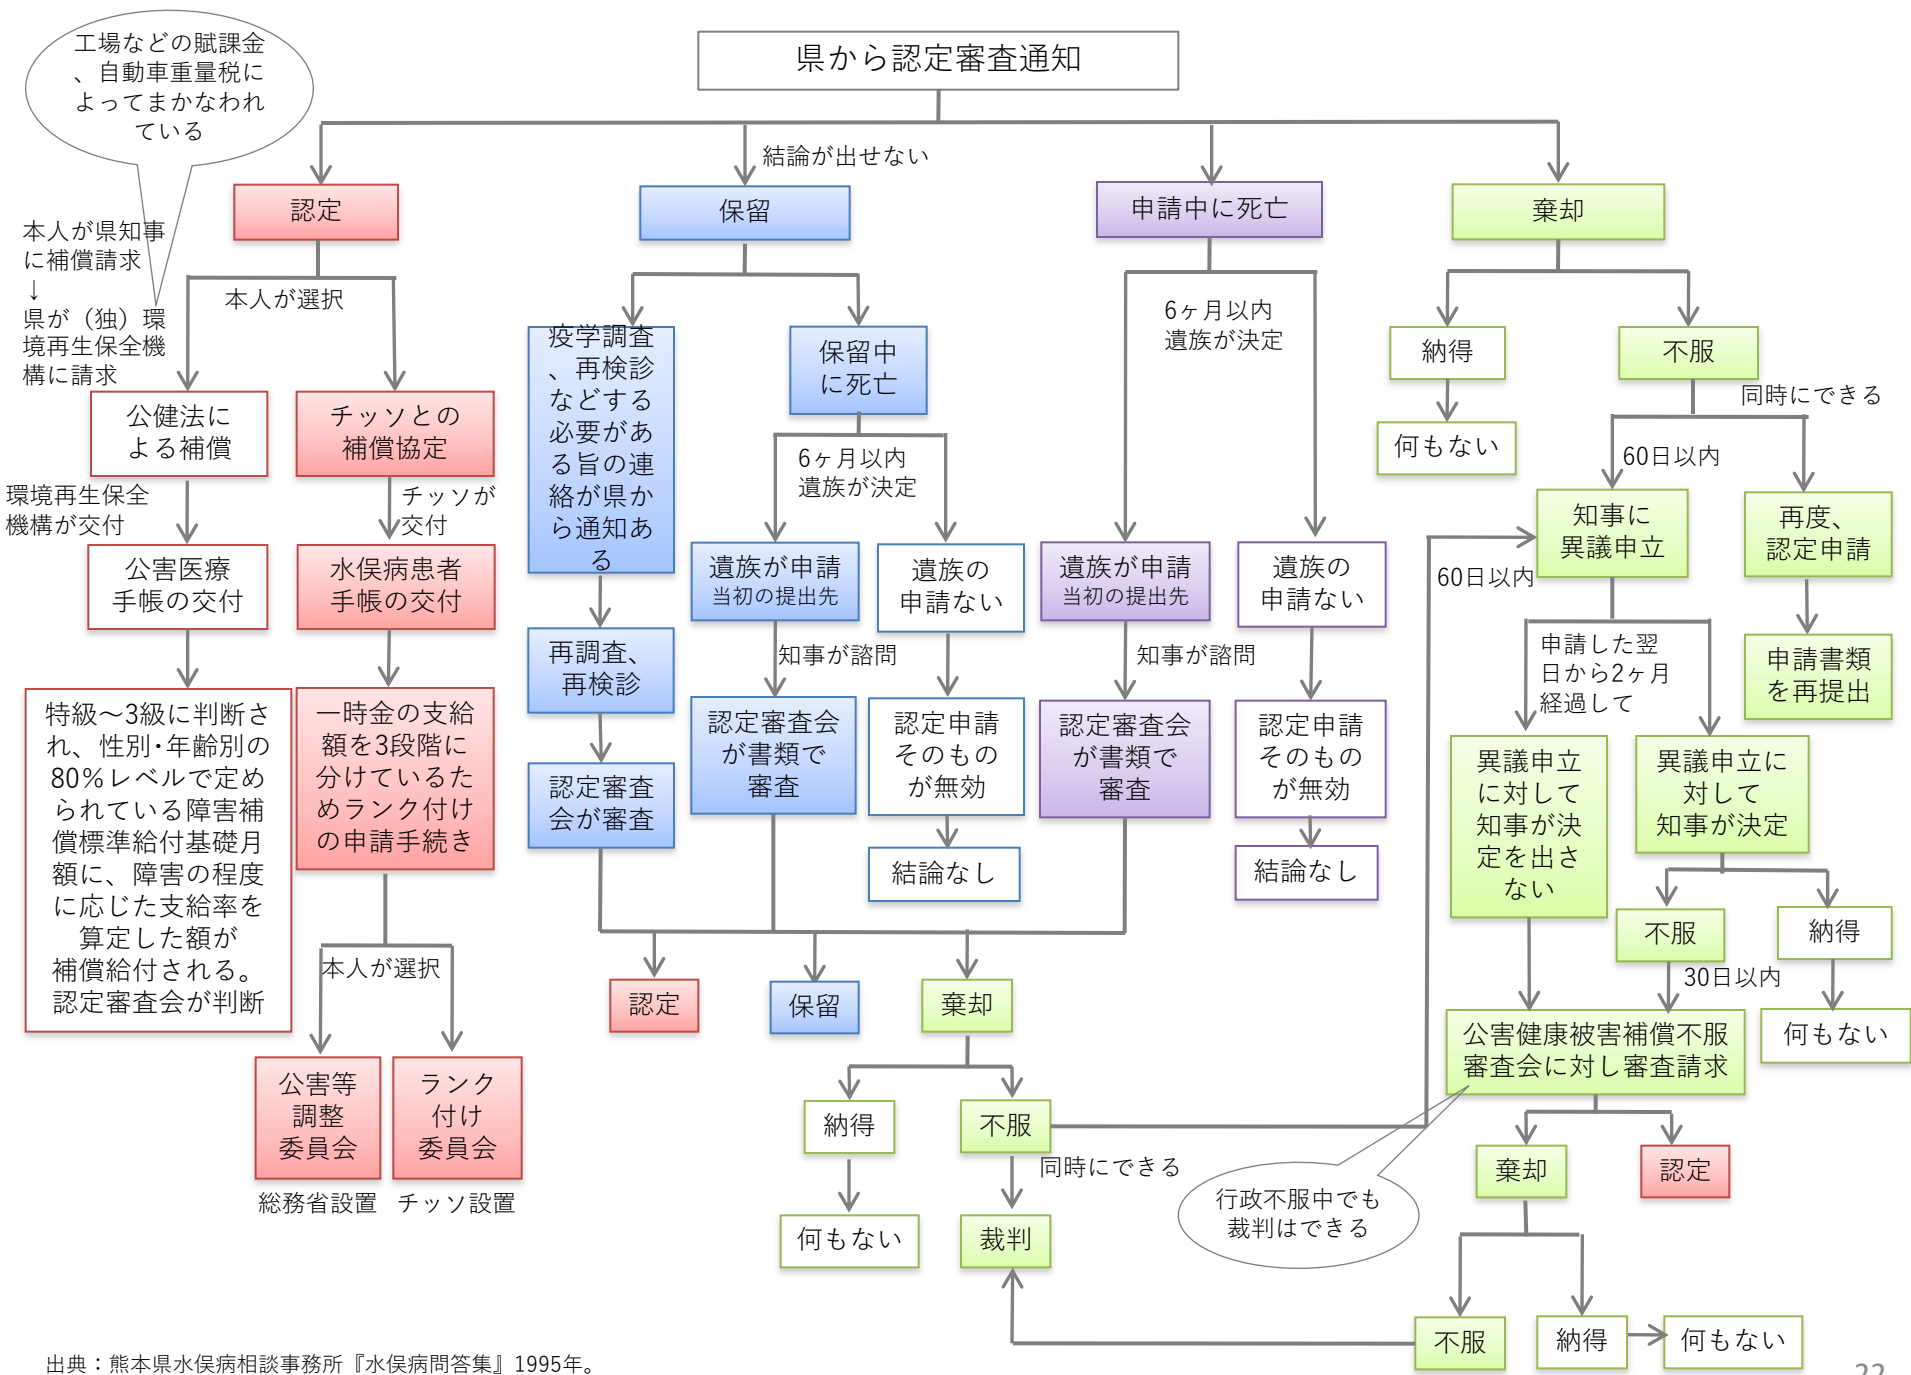 工場などの賦課金
、自動車重量税に
よってまかなわれ
ている
県から認定審査通知
結論が出せない
認定
保留
申請中に死亡
棄却
本人が県知事
に補償請求
↓
県が（独）環
境再生保全機
構に請求
本人が選択
公健法に
よる補償
チッソとの
補償協定
環境再生保全
機構が交付
チッソが
交付
公害医療
手帳の交付
水俣病患者
手帳の交付
特級～3級に判断さ
れ、性別・年齢別の
80%レベルで定め
られている障害補
償標準給付基礎月
額に、障害の程度
に応じた支給率を
算定した額が
補償給付される。
認定審査会が判断
一時金の支給
額を3段階に
分けているた
めランク付け
の申請手続き
本人が選択
公害等
調整
委員会
ランク
付け
委員会
総務省設置
チッソ設置
疫学調査
、再検診
などする
必要があ
る旨の連
絡が県か
ら通知あ
る
再調査、
再検診
認定審査
会が審査
保留中
に死亡
6ヶ月以内
遺族が決定
遺族が申請
当初の提出先
遺族の
申請ない
知事が諮問
認定審査会
が書類で
審査
認定申請
そのもの
が無効
結論なし
6ヶ月以内
遺族が決定
遺族が申請
当初の提出先
遺族の
申請ない
知事が諮問
認定審査会
が書類で
審査
認定申請
そのもの
が無効
結論なし
認定
保留
棄却
納得
不服
同時にできる
何もない
裁判
納得
不服
何もない
同時にできる
60日以内
知事に
異議申立
再度、
認定申請
60日以内
申請書類
を再提出
申請した翌
日から2ヶ月
経過して
異議申立
に対して
知事が決
定を出さ
ない
異議申立に
対して
知事が決定
不服
納得
30日以内
何もない
公害健康被害補償不服
審査会に対し審査請求
行政不服中でも
裁判はできる
棄却
認定
不服
納得
何もない
出典：熊本県水俣病相談事務所『水俣病問答集』1995年。
22